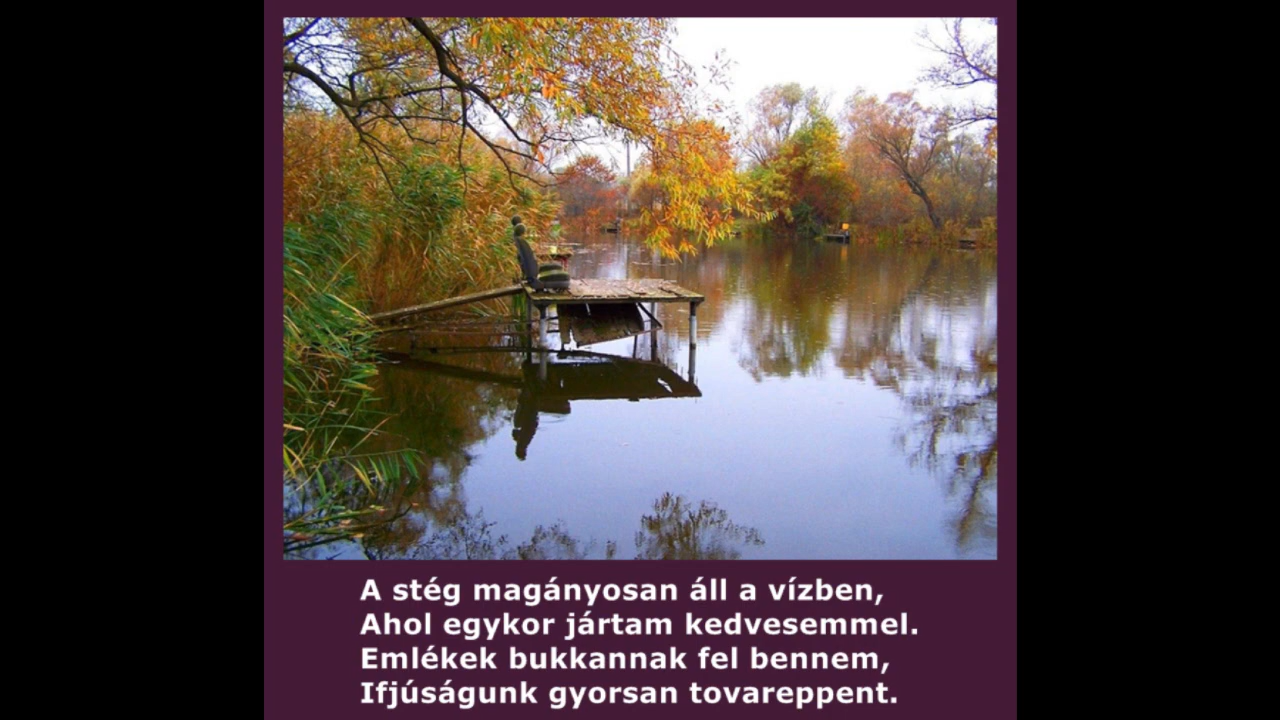 A stég magányosan áll a vízben,
Ahol egykor jártam kedvesemmel.
Emlékek bukkannak fel bennem,
Ifjúságunk gyorsan tovareppent.